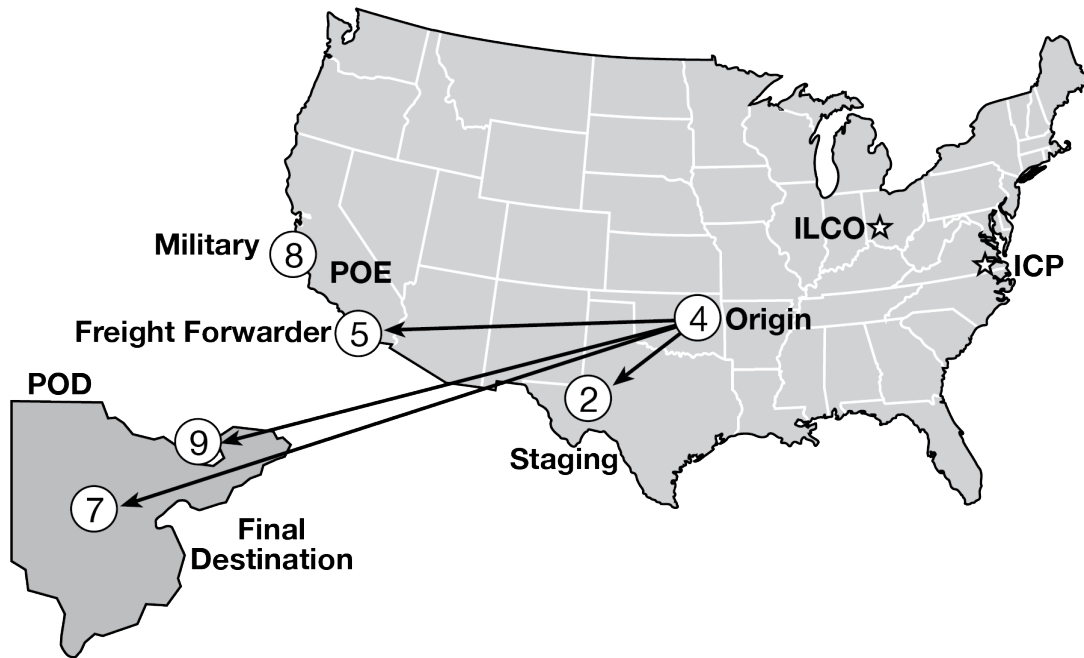 ILCO
Military
8
POE
ICP
Freight Forwarder
5
4
Origin
POD
2
9
Staging
7
Final
Destination